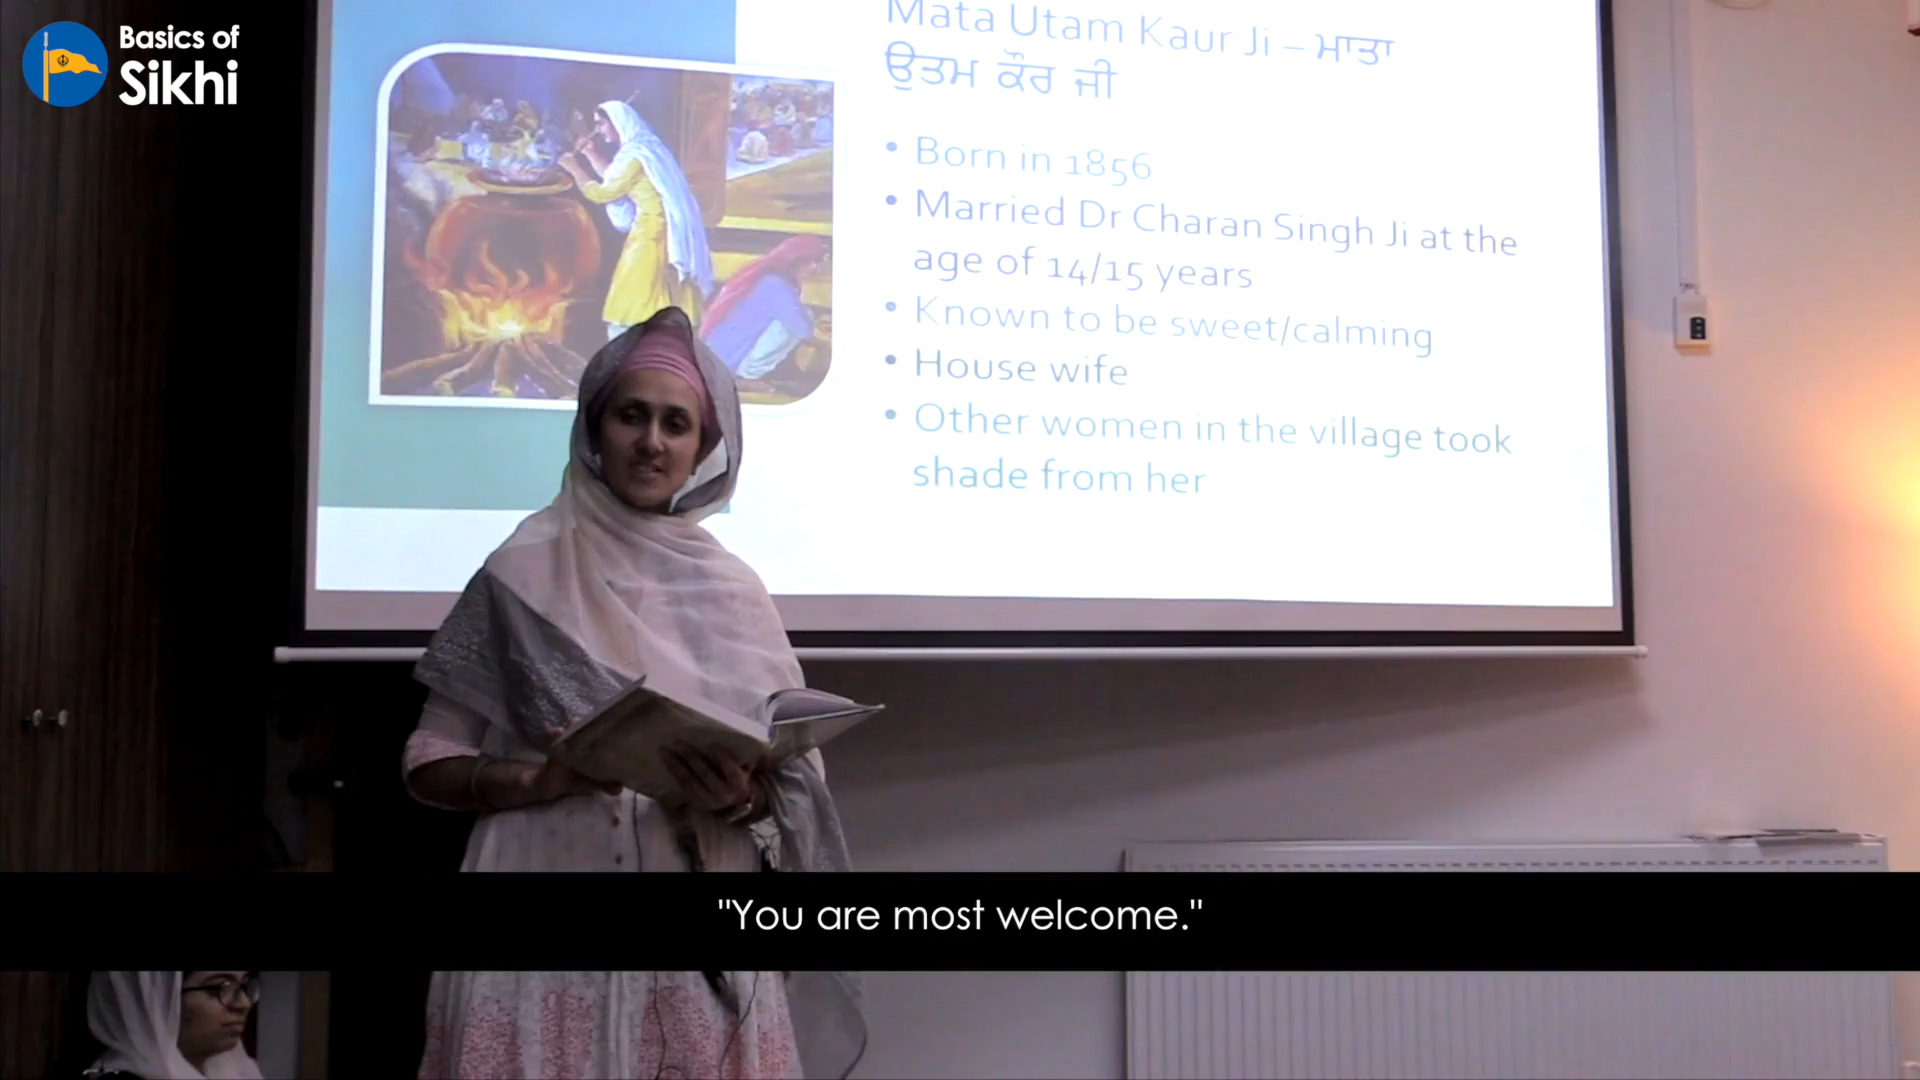 Basics of
Sikhi
Mata Utam Kaur Ji – ਮਾਤਾ
ਉਤਮ ਕੌਰ ਜੀ
• Born in 1856
• Married Dr Charan Singh Ji at the
age of 14/15 years
• Known to be sweet/calming
• House wife
• Other women in the village took
shade from her
"You are most welcome."